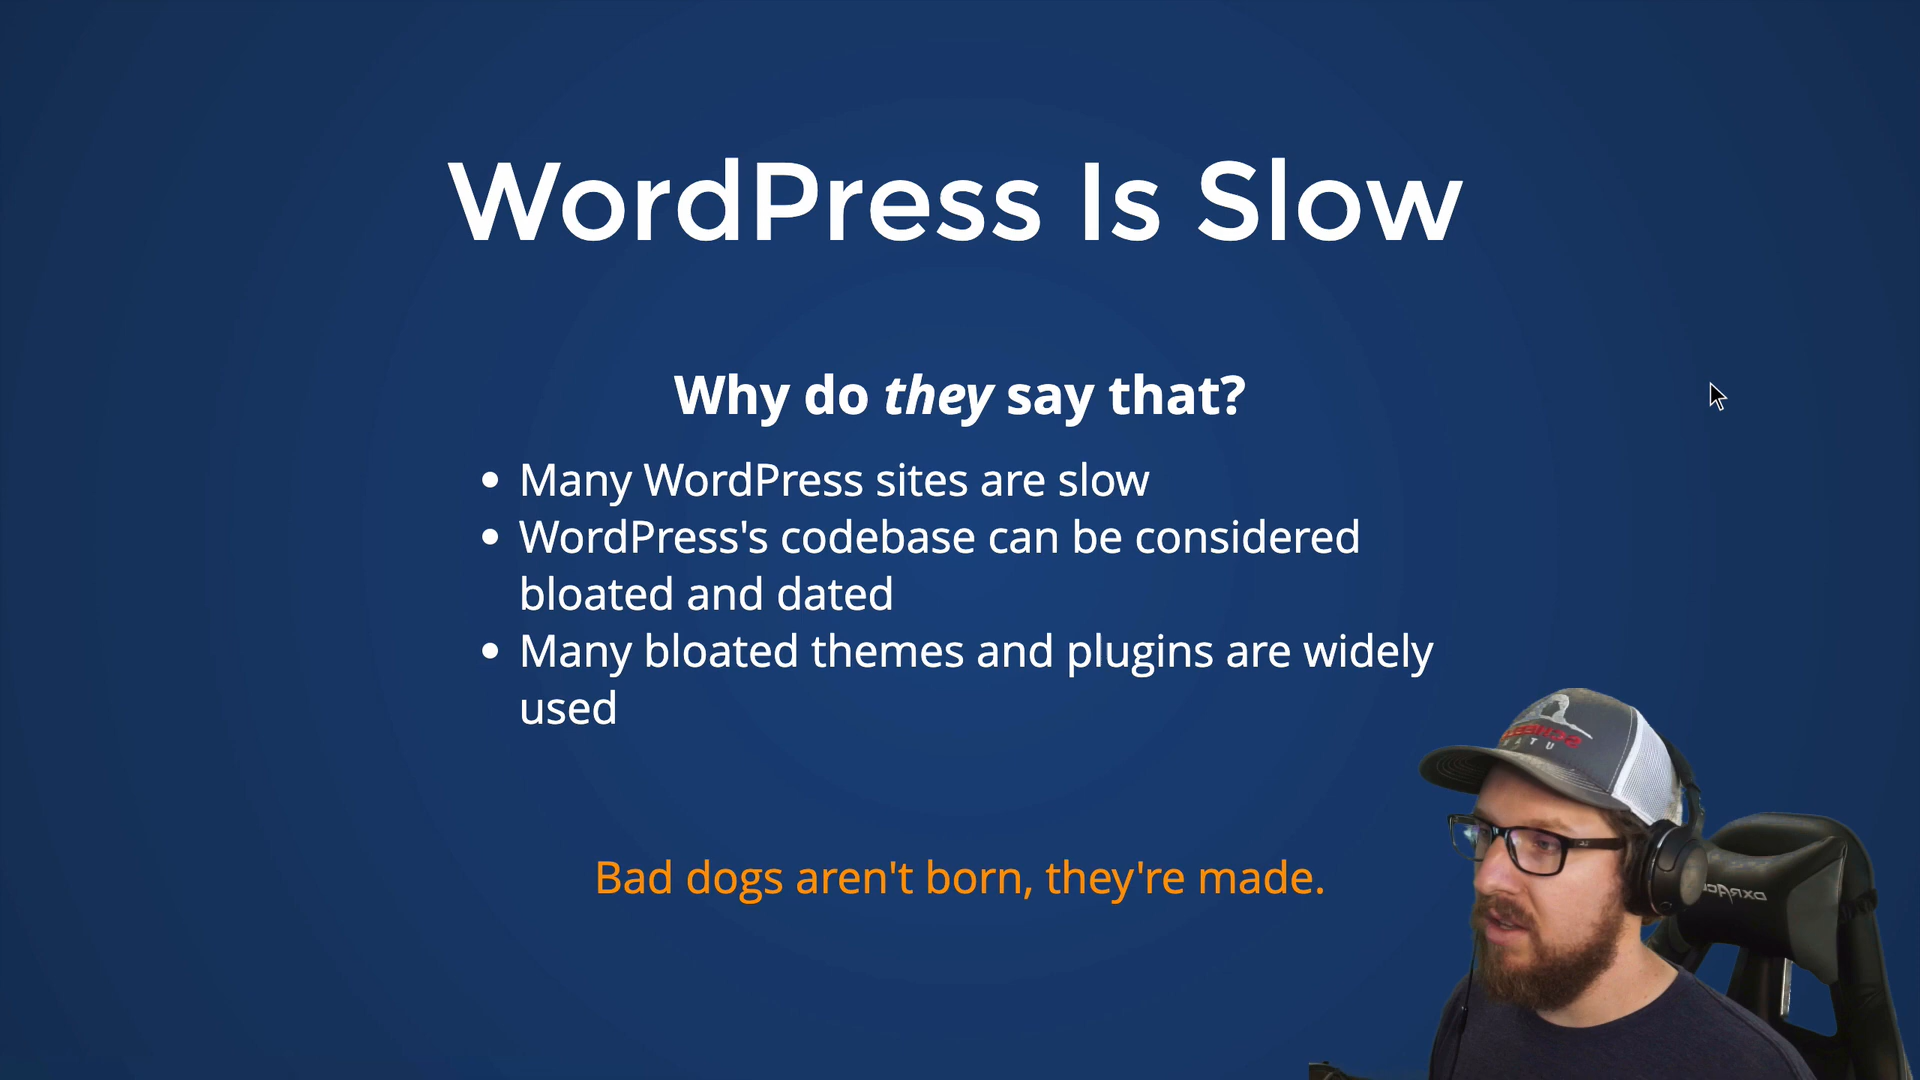 WordPress Is Slow
Why do they say that?
• Many WordPress sites are slow
• WordPress's codebase can be considered
bloated and dated
• Many bloated themes and plugins are widely
used
Bad dogs aren't born, they're made.